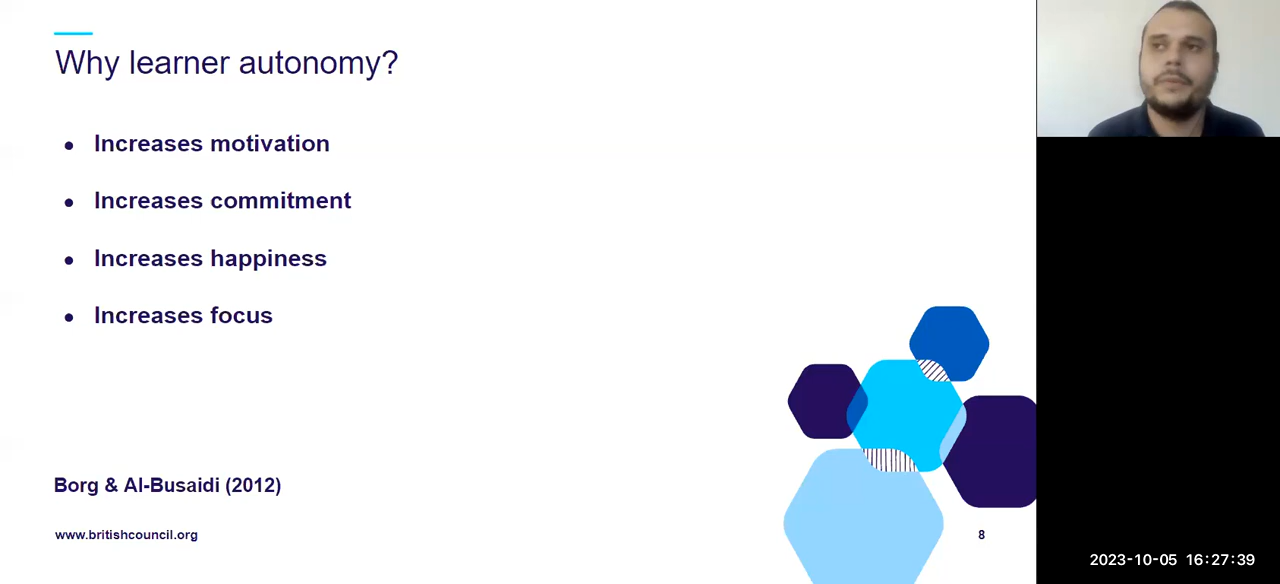 Why learner autonomy?
Increases motivation
Increases commitment
Increases happiness
Increases focus
Borg & Al-Busaidi (2012)
www.britishcouncil.org
8
2023-10-05 16:27:39